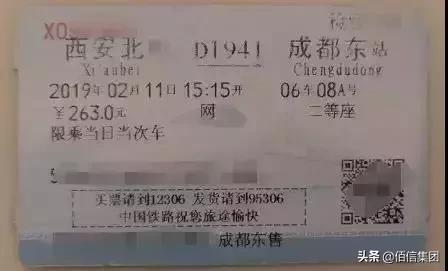 XO
西安北 D1941 成都东站
Xi'anbei Chengdudong
2019年02月11日15:15开 06车08A号
￥263.0元 网 二等座
限乘当日当次车
买票请到12306 发货请到95306
中国铁路祝您旅途愉快
成都东售
头条 @佰信集团